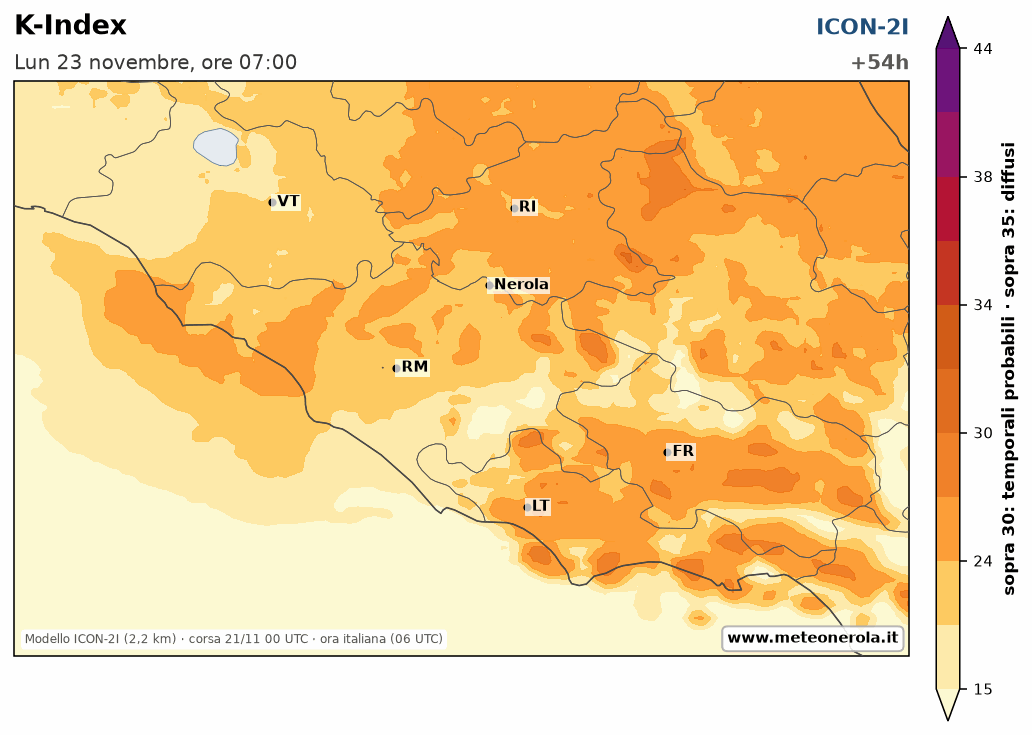 K-Index
ICON-2I
Lun 23 novembre, ore 07:00
+54h
VT
RI
Nerola
RM
FR
LT
Modello ICON-2I (2,2 km) · corsa 21/11 00 UTC · ora italiana (06 UTC)
www.meteonerola.it
44
38
34
30
24
15
sopra 30: temporali probabili · sopra 35: diffusi